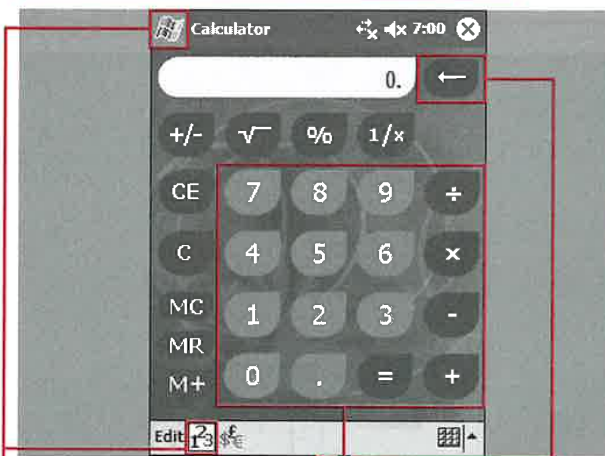 Calculator 7:00
0. ←
+/- √ % 1/x
CE 7 8 9 ÷
C 4 5 6 ×
MC 1 2 3 -
MR
M+ 0 . = +
Edit 123 $£€